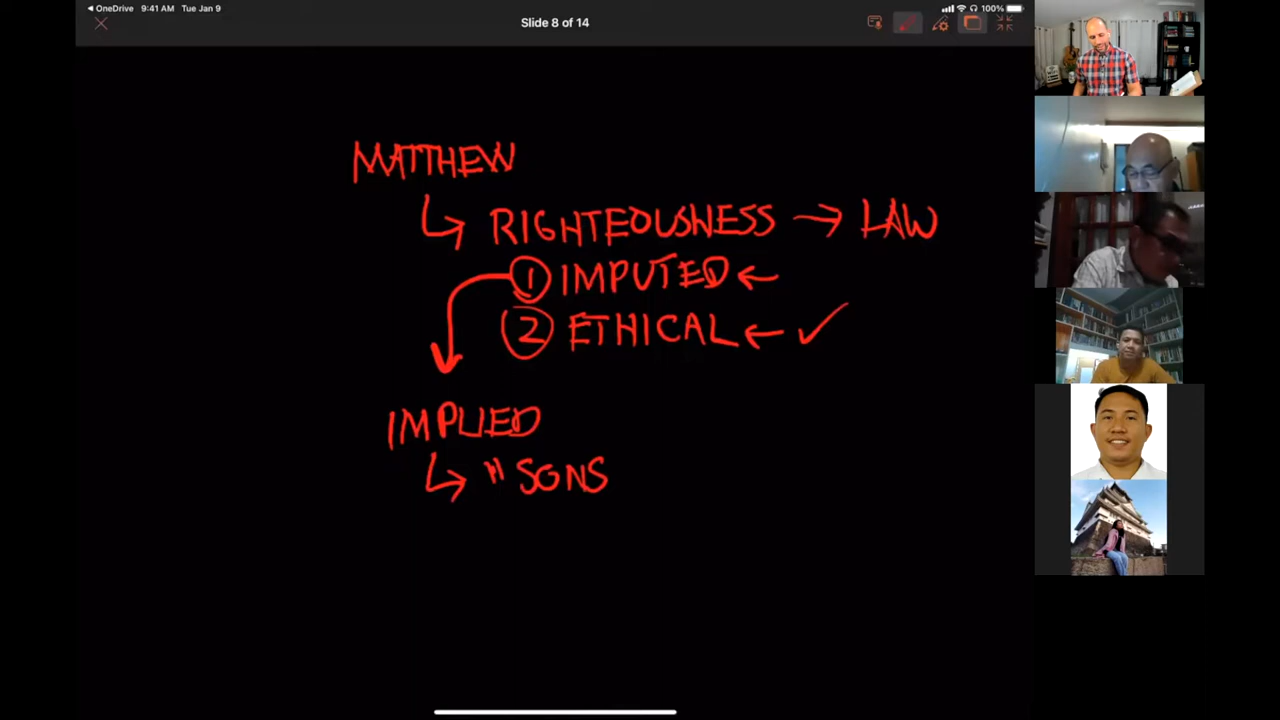 OneDrive 9:41 AM Tue Jan 9
100%
Slide 8 of 14
MATTHEW
RIGHTEOUSNESS → LAW
1 IMPUTED ←
2 ETHICAL ← ✓
IMPLIED
"SONS